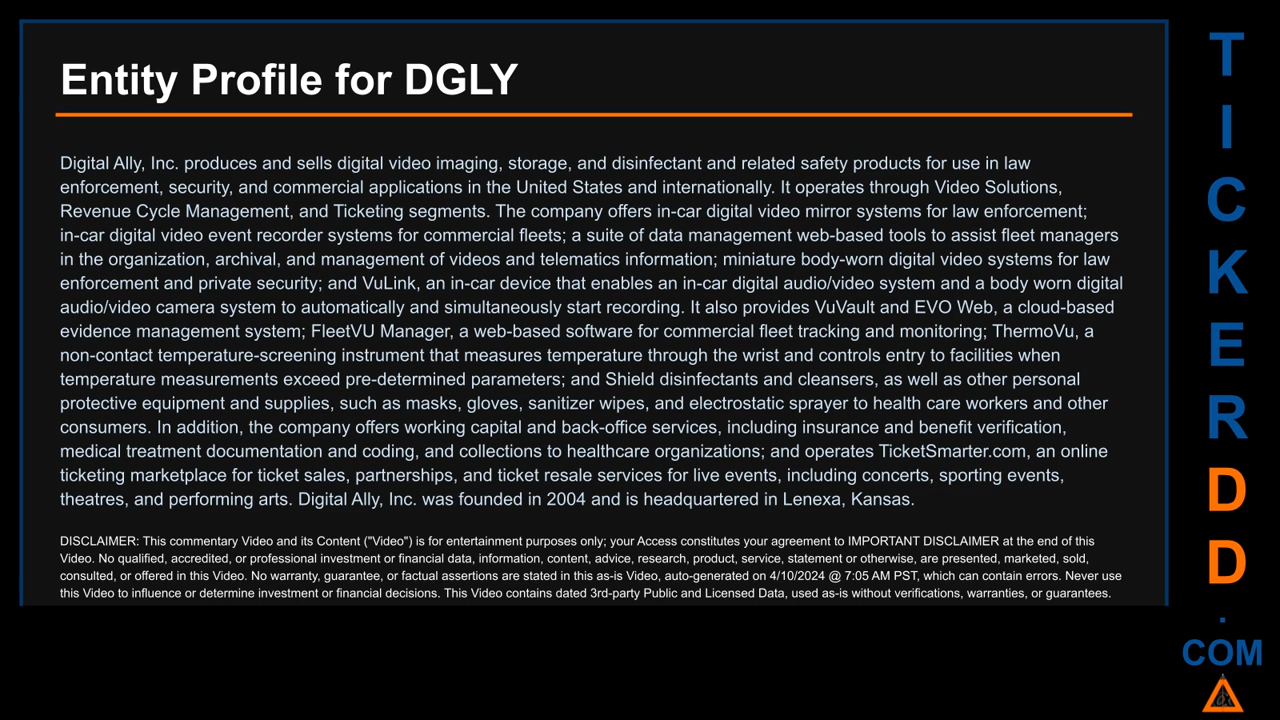 Entity Profile for DGLY
Digital Ally, Inc. produces and sells digital video imaging, storage, and disinfectant and related safety products for use in law
enforcement, security, and commercial applications in the United States and internationally. It operates through Video Solutions,
Revenue Cycle Management, and Ticketing segments. The company offers in-car digital video mirror systems for law enforcement;
in-car digital video event recorder systems for commercial fleets; a suite of data management web-based tools to assist fleet managers
in the organization, archival, and management of videos and telematics information; miniature body-worn digital video systems for law
enforcement and private security; and VuLink, an in-car device that enables an in-car digital audio/video system and a body worn digital
audio/video camera system to automatically and simultaneously start recording. It also provides VuVault and EVO Web, a cloud-based
evidence management system; FleetVU Manager, a web-based software for commercial fleet tracking and monitoring; ThermoVu, a
non-contact temperature-screening instrument that measures temperature through the wrist and controls entry to facilities when
temperature measurements exceed pre-determined parameters; and Shield disinfectants and cleansers, as well as other personal
protective equipment and supplies, such as masks, gloves, sanitizer wipes, and electrostatic sprayer to health care workers and other
consumers. In addition, the company offers working capital and back-office services, including insurance and benefit verification,
medical treatment documentation and coding, and collections to healthcare organizations; and operates TicketSmarter.com, an online
ticketing marketplace for ticket sales, partnerships, and ticket resale services for live events, including concerts, sporting events,
theatres, and performing arts. Digital Ally, Inc. was founded in 2004 and is headquartered in Lenexa, Kansas.
DISCLAIMER: This commentary Video and its Content ("Video") is for entertainment purposes only; your Access constitutes your agreement to IMPORTANT DISCLAIMER at the end of this
Video. No qualified, accredited, or professional investment or financial data, information, content, advice, research, product, service, statement or otherwise, are presented, marketed, sold,
consulted, or offered in this Video. No warranty, guarantee, or factual assertions are stated in this as-is Video, auto-generated on 4/10/2024 @ 7:05 AM PST, which can contain errors. Never use
this Video to influence or determine investment or financial decisions. This Video contains dated 3rd-party Public and Licensed Data, used as-is without verifications, warranties, or guarantees.
T
I
C
K
E
R
D
D
.
COM